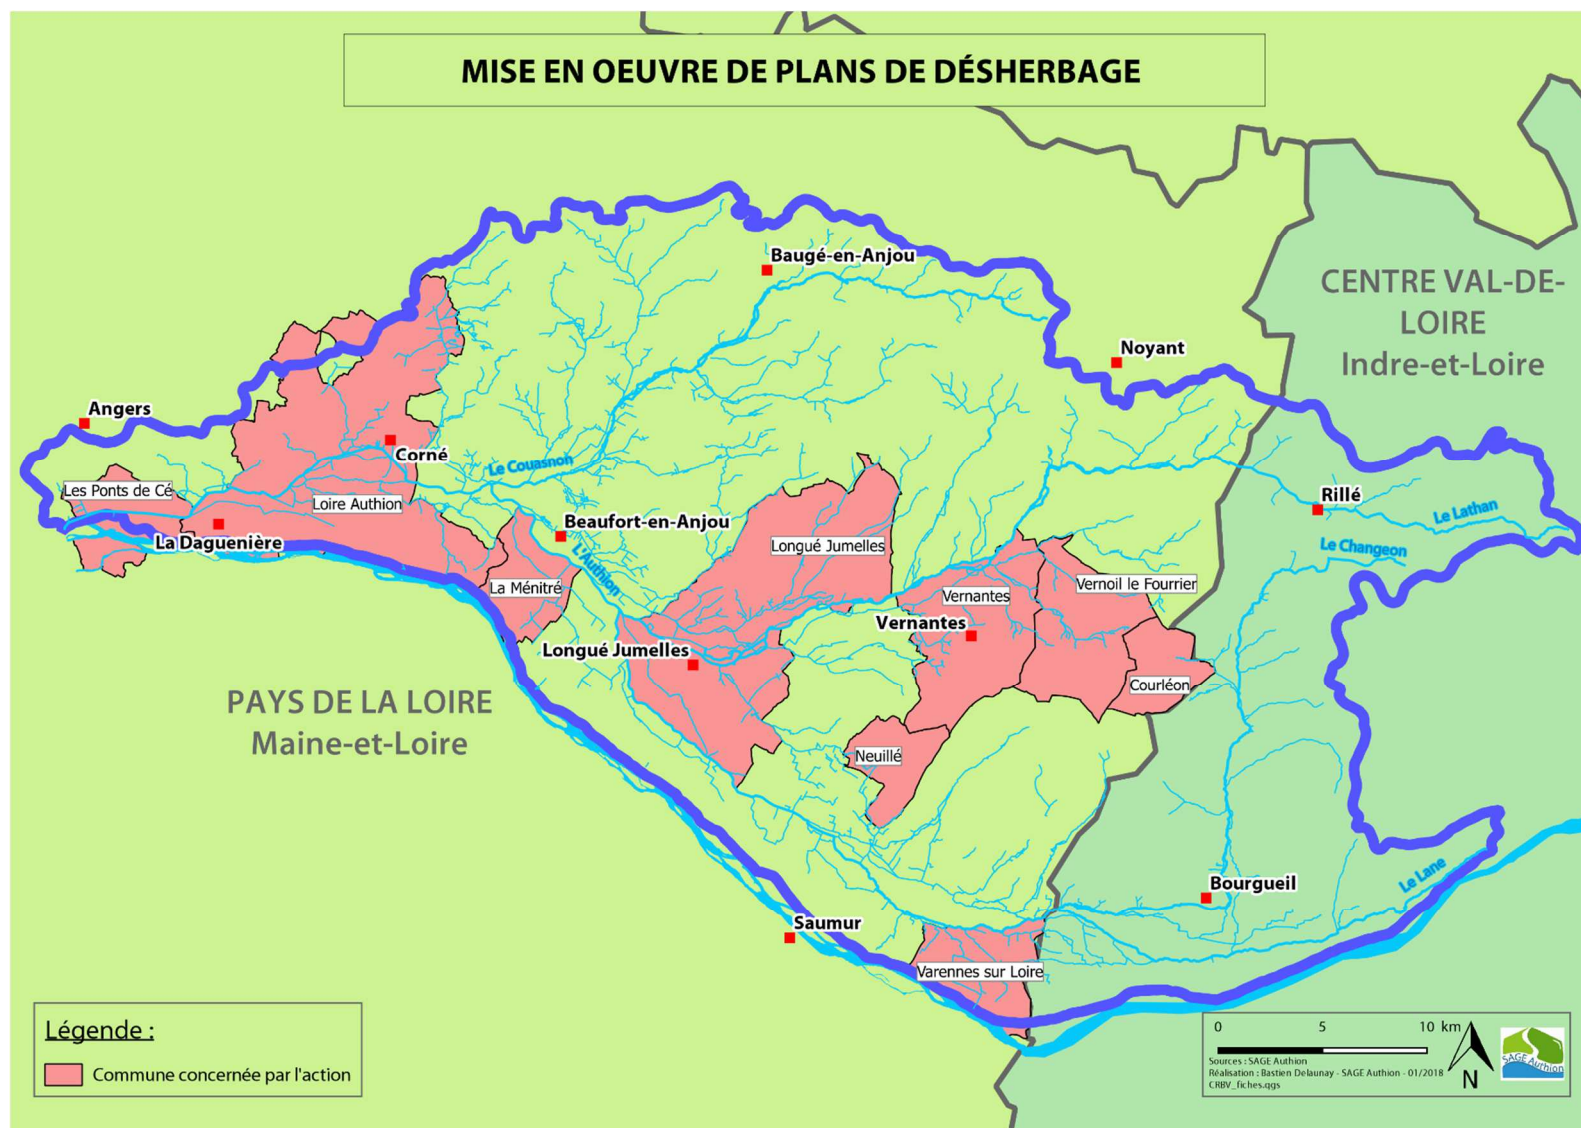 MISE EN OEUVRE DE PLANS DE DÉSHERBAGE
Baugé-en-Anjou
CENTRE VAL-DE-
LOIRE
Indre-et-Loire
Noyant
Angers
Corné
Le Couasnon
Les Ponts de Cé
Loire Authion
Rillé
Le Lathan
Beaufort-en-Anjou
La Daguenière
Longué Jumelles
Le Changeon
L'Authion
La Ménitré
Vernantes
Vernoil le Fourrier
Vernantes
Longué Jumelles
Courléon
PAYS DE LA LOIRE
Maine-et-Loire
Neuillé
Le Lane
Bourgueil
Saumur
Varennes sur Loire
Légende :
Commune concernée par l'action
0 5 10 km
Sources : SAGE Authion
Réalisation : Bastien Delaunay - SAGE Authion - 01/2018
CRBV_fiches.qgs
N
SAGE Authion